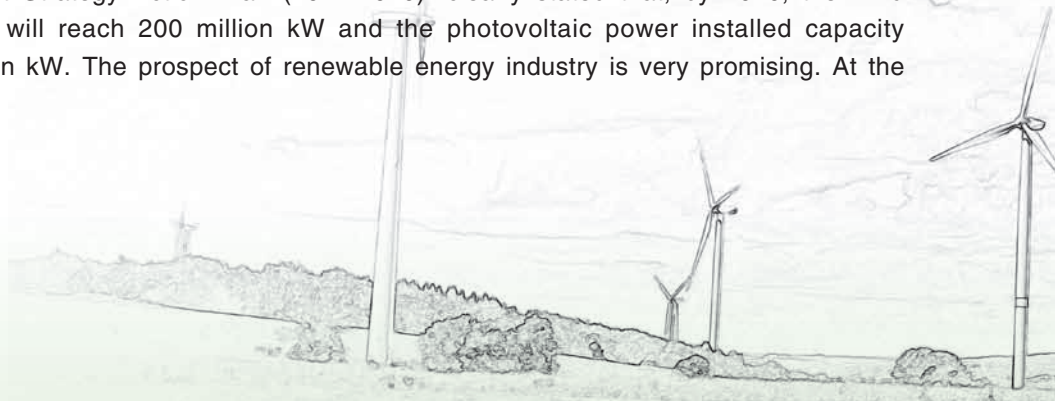 will reach 200 million kW and the photovoltaic power installed capacity
n kW. The prospect of renewable energy industry is very promising. At the